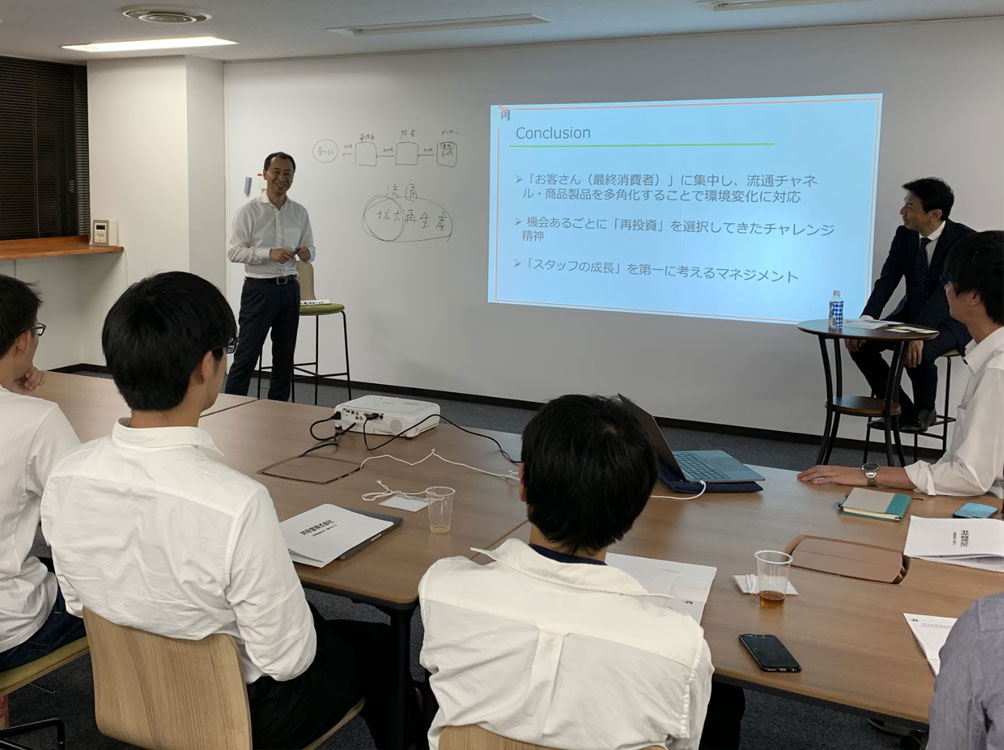 流通
拡大再生産
Conclusion
➢「お客さん（最終消費者）」に集中し、流通チャネ
ル・商品製品を多角化することで環境変化に対応
➢ 機会あるごとに「再投資」を選択してきたチャレンジ
精神
➢「スタッフの成長」を第一に考えるマネジメント